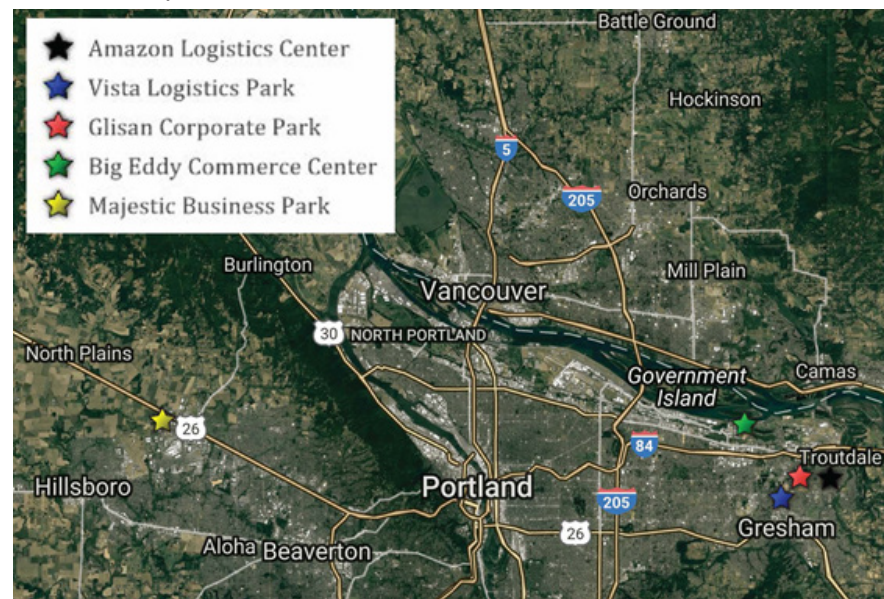 Amazon Logistics Center
Vista Logistics Park
Glisan Corporate Park
Big Eddy Commerce Center
Majestic Business Park
Battle Ground
Hockinson
5
205
Orchards
Burlington
Mill Plain
Vancouver
30
NORTH PORTLAND
North Plains
Government
Island
Camas
26
84
Troutdale
Hillsboro
Portland
205
26
Gresham
Aloha
Beaverton